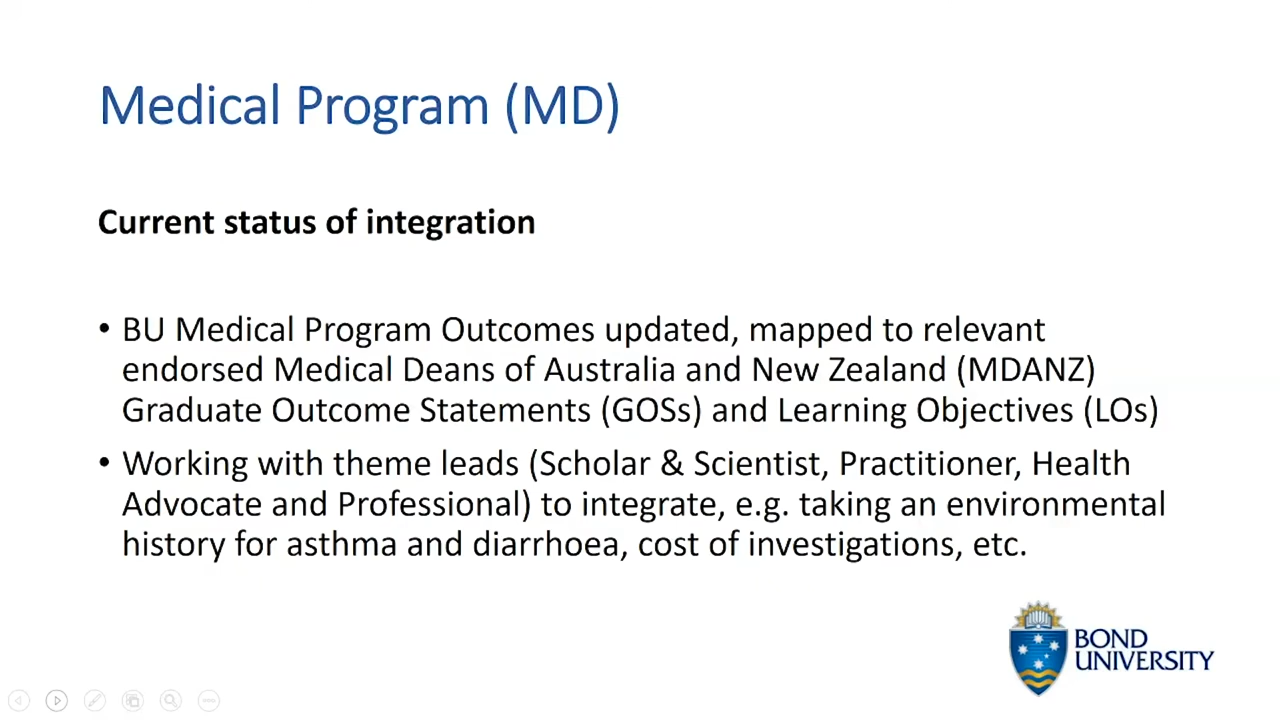 Medical Program (MD)
Current status of integration
• BU Medical Program Outcomes updated, mapped to relevant
endorsed Medical Deans of Australia and New Zealand (MDANZ)
Graduate Outcome Statements (GOSs) and Learning Objectives (LOs)
• Working with theme leads (Scholar & Scientist, Practitioner, Health
Advocate and Professional) to integrate, e.g. taking an environmental
history for asthma and diarrhoea, cost of investigations, etc.
BOND
UNIVERSITY